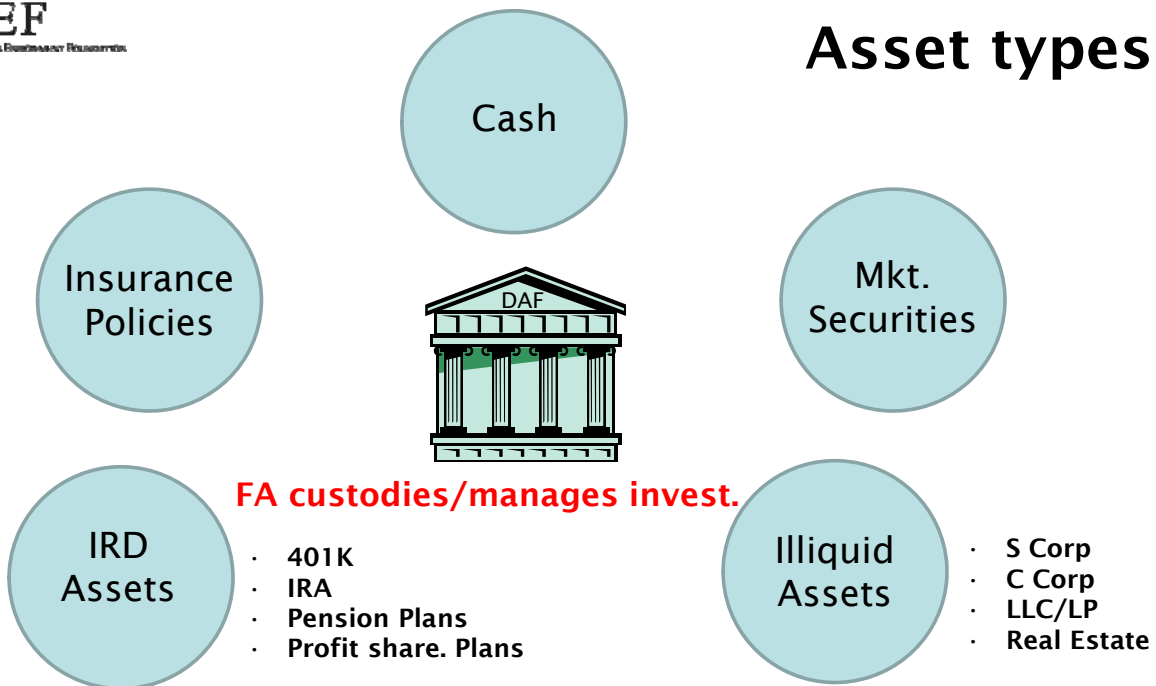 EF
Asset types
Cash
Insurance
Policies
DAF
Mkt.
Securities
FA custodies/manages invest.
IRD
Assets
· 401K
· IRA
· Pension Plans
· Profit share. Plans
Illiquid
Assets
· S Corp
· C Corp
· LLC/LP
· Real Estate